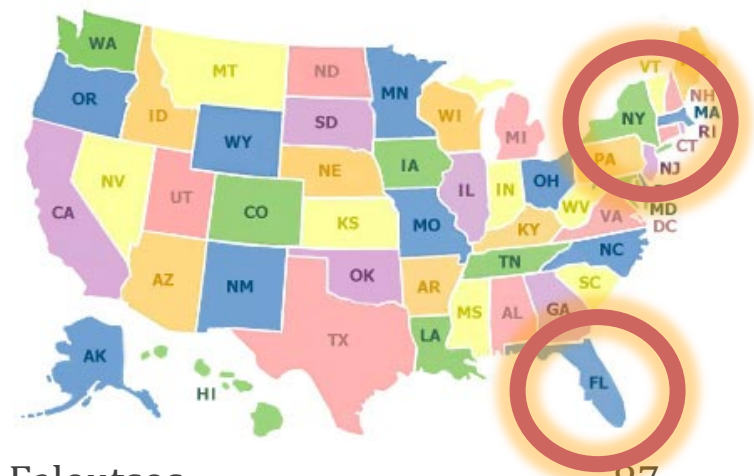 WA
MT
ND
MN
VT
NH
MA
RI
CT
NY
OR
ID
WY
SD
WI
MI
PA
NJ
NV
UT
CO
NE
IA
IL
IN
OH
WV
MD
DC
VA
CA
KS
MO
KY
AZ
NM
OK
AR
TN
NC
SC
TX
LA
MS
AL
GA
AK
HI
FL